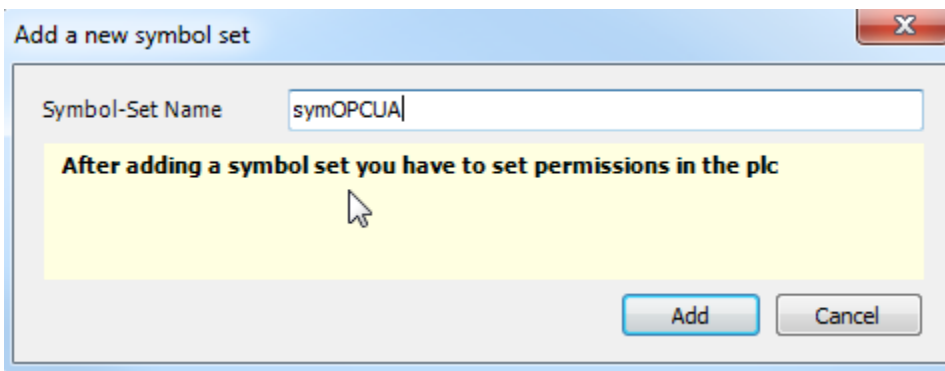 Add a new symbol set
Symbol-Set Name symOPCUA
After adding a symbol set you have to set permissions in the plc
Add Cancel